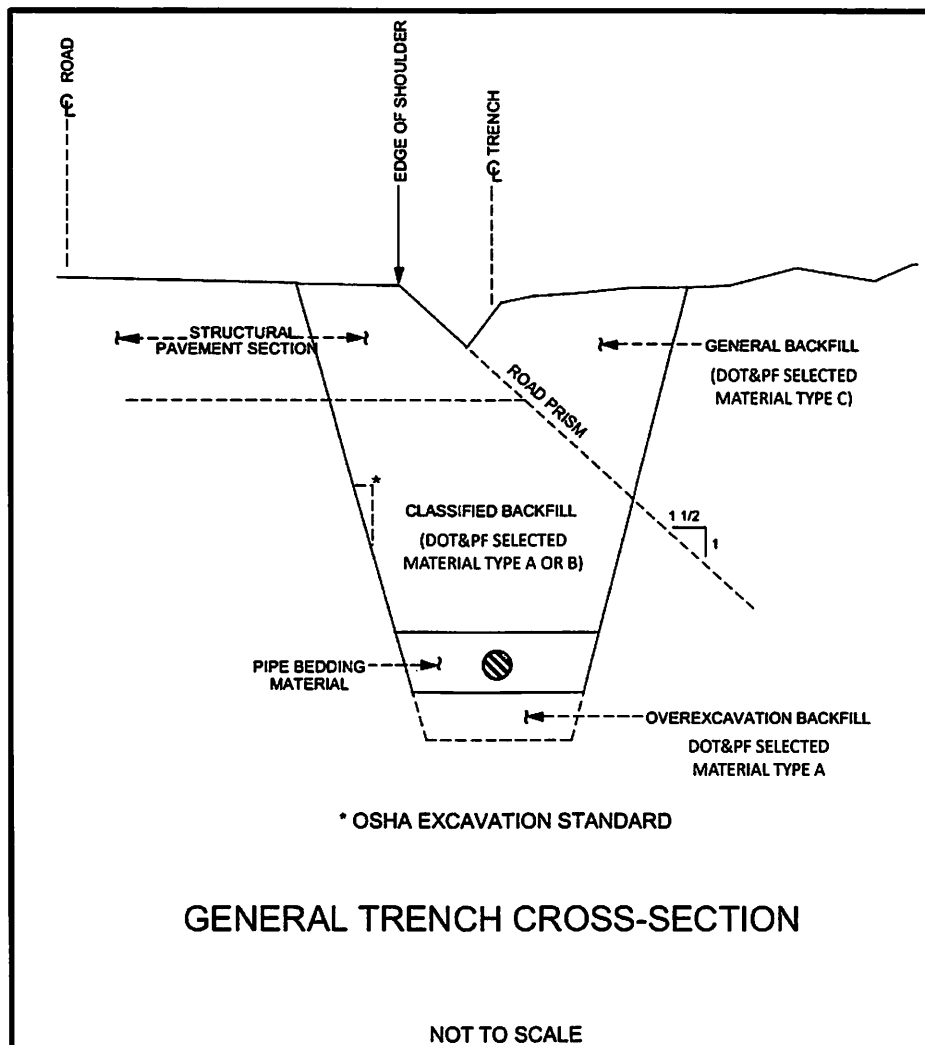 ℄ ROAD
EDGE OF SHOULDER
℄ TRENCH
STRUCTURAL
PAVEMENT SECTION
GENERAL BACKFILL
(DOT&PF SELECTED
MATERIAL TYPE C)
ROAD PRISM
*
CLASSIFIED BACKFILL
(DOT&PF SELECTED
MATERIAL TYPE A OR B)
1 1/2
1
PIPE BEDDING
MATERIAL
OVEREXCAVATION BACKFILL
DOT&PF SELECTED
MATERIAL TYPE A
* OSHA EXCAVATION STANDARD
GENERAL TRENCH CROSS-SECTION
NOT TO SCALE